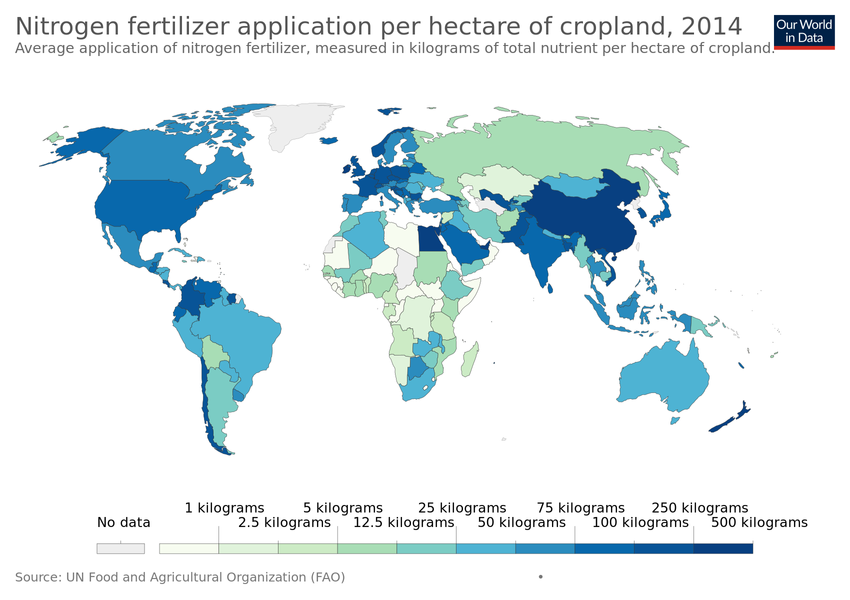 Nitrogen fertilizer application per hectare of cropland, 2014
Average application of nitrogen fertilizer, measured in kilograms of total nutrient per hectare of cropland.
Our World
in Data
1 kilograms 5 kilograms 25 kilograms 75 kilograms 250 kilograms
No data 2.5 kilograms 12.5 kilograms 50 kilograms 100 kilograms 500 kilograms
Source: UN Food and Agricultural Organization (FAO)